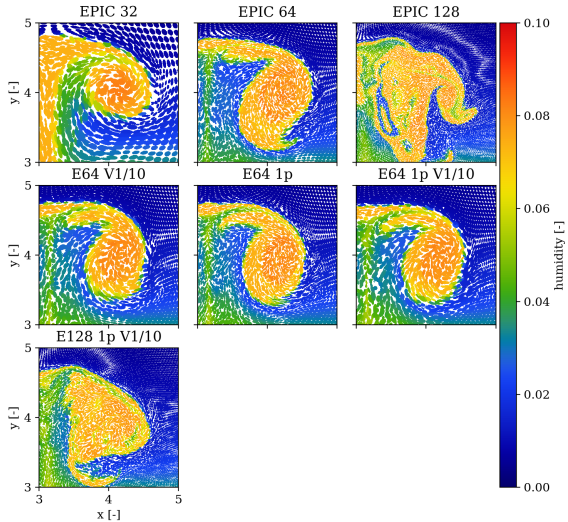 EPIC 32
EPIC 64
EPIC 128
5
y [-]
4
3
0.10
0.08
0.06
humidity [-]
0.04
0.02
0.00
E64 V1/10
E64 1p
E64 1p V1/10
5
y [-]
4
3
E128 1p V1/10
5
y [-]
4
3
3
4
5
x [-]